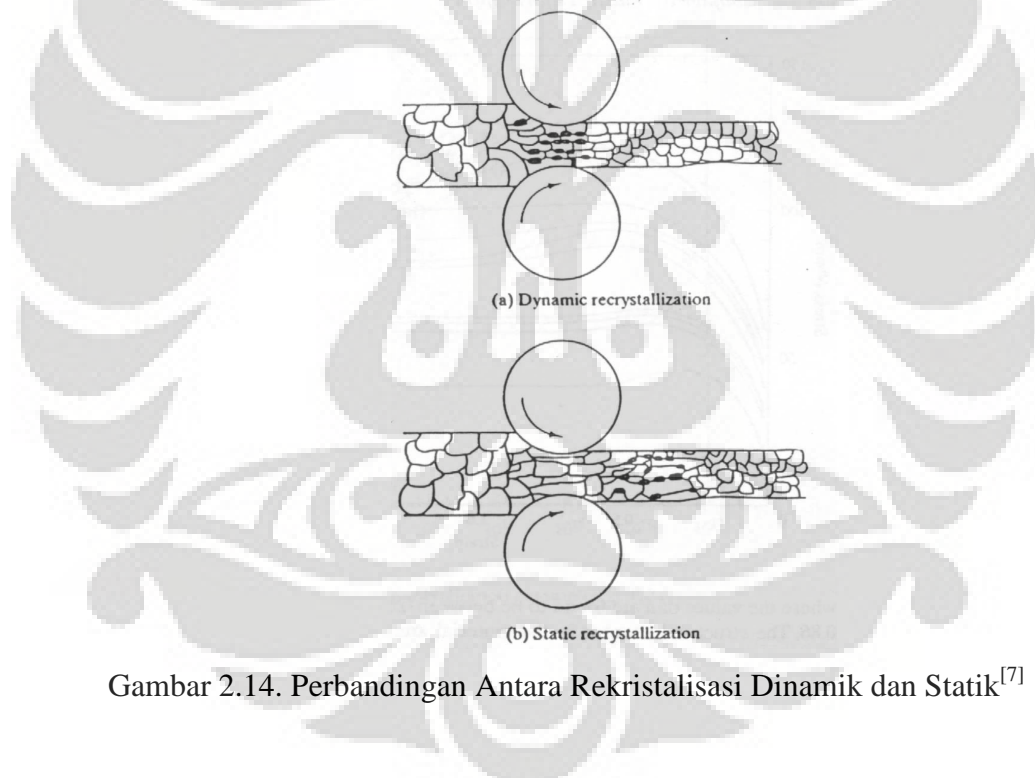 (a) Dynamic recrystallization
(b) Static recrystallization
Gambar 2.14. Perbandingan Antara Rekristalisasi Dinamik dan Statik[7]